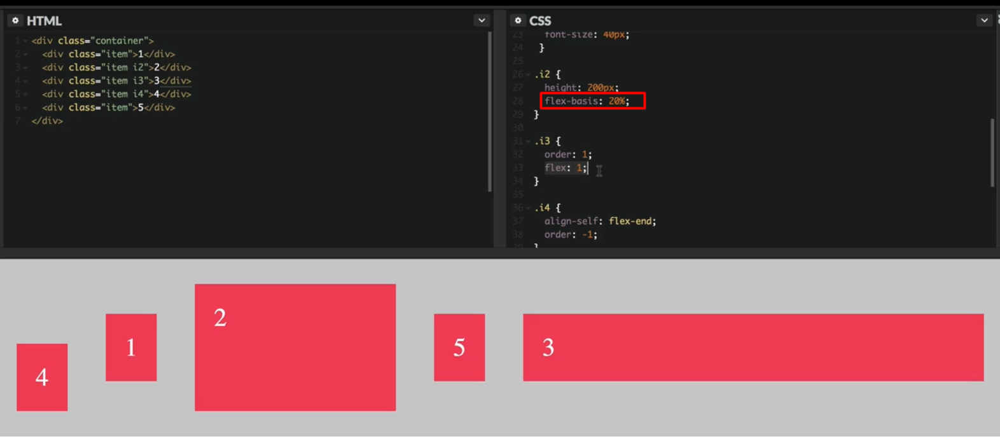 HTML
1 <div class="container">
2 <div class="item">1</div>
3 <div class="item i2">2</div>
4 <div class="item i3">3</div>
5 <div class="item i4">4</div>
6 <div class="item">5</div>
7 </div>
CSS
23 font-size: 40px;
24 }
25
26 .i2 {
27 height: 200px;
28 flex-basis: 20%;
29 }
30
31 .i3 {
32 order: 1;
33 flex: 1;
34 }
35
36 .i4 {
37 align-self: flex-end;
38 order: -1;
39 }
4
1
2
5
3